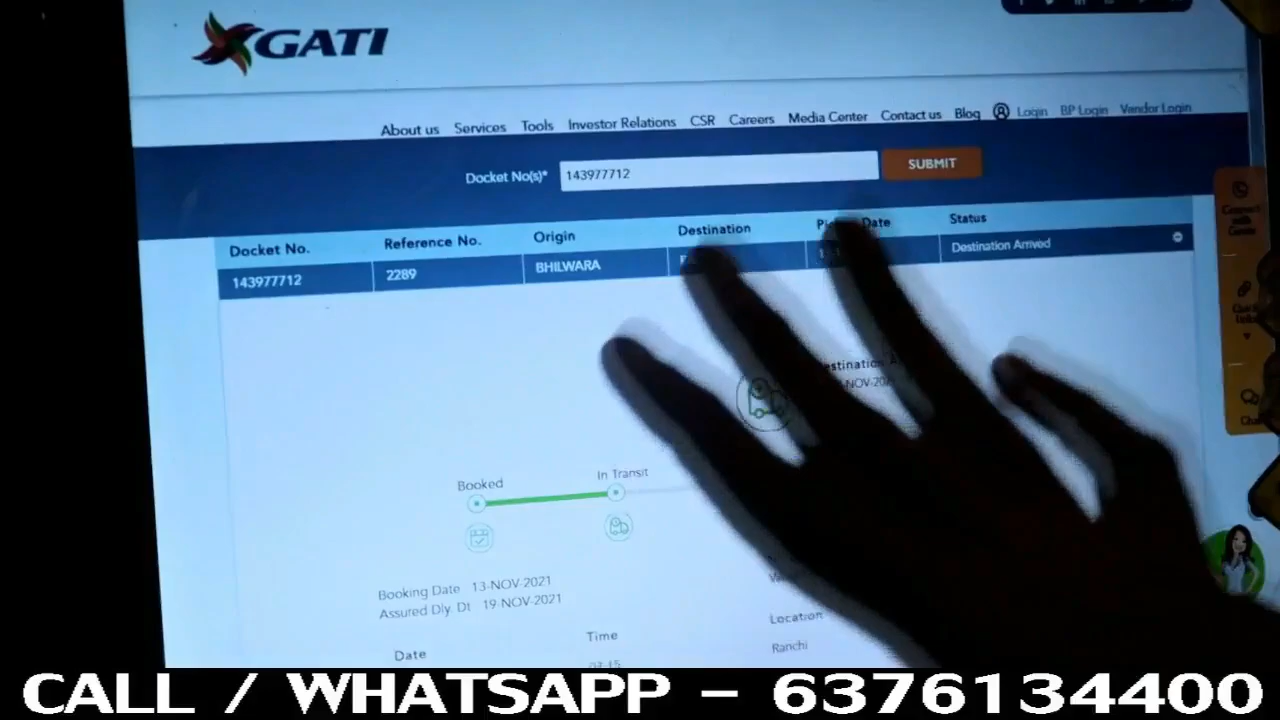 GATI
About us Services Tools Investor Relations CSR Careers Media Center Contact us Blog Login BP Login Vendor Login
Docket No(s)* 143977712 SUBMIT
Docket No. Reference No. Origin Destination Date Status
143977712 2289 BHILWARA Destination Arrived
Booked In Transit
Booking Date 13-NOV-2021
Assured Dly. Dt 19-NOV-2021
Location
Date Time
Ranchi
CALL / WHATSAPP - 6376134400